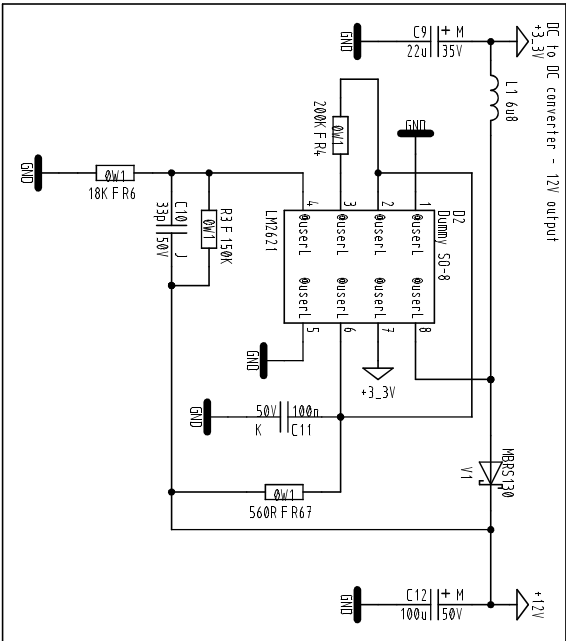 DC to DC converter - 12V output
+3_3V
C9 + M
22u 35V
GND
L1 6u8
GND
200K F R4
0W1
D2
Dummy SO-8
1 @userL @userL 8
2 @userL @userL 7
3 @userL @userL 6
4 @userL @userL 5
LM2621
+3_3V
GND
GND
0W1
18K F R6
R3 F 150K
0W1
C10 J
33p 50V
50V 100n
K C11
GND
0W1
560R F R67
MBRS130
V1
+12V
C12 + M
100u 50V
GND